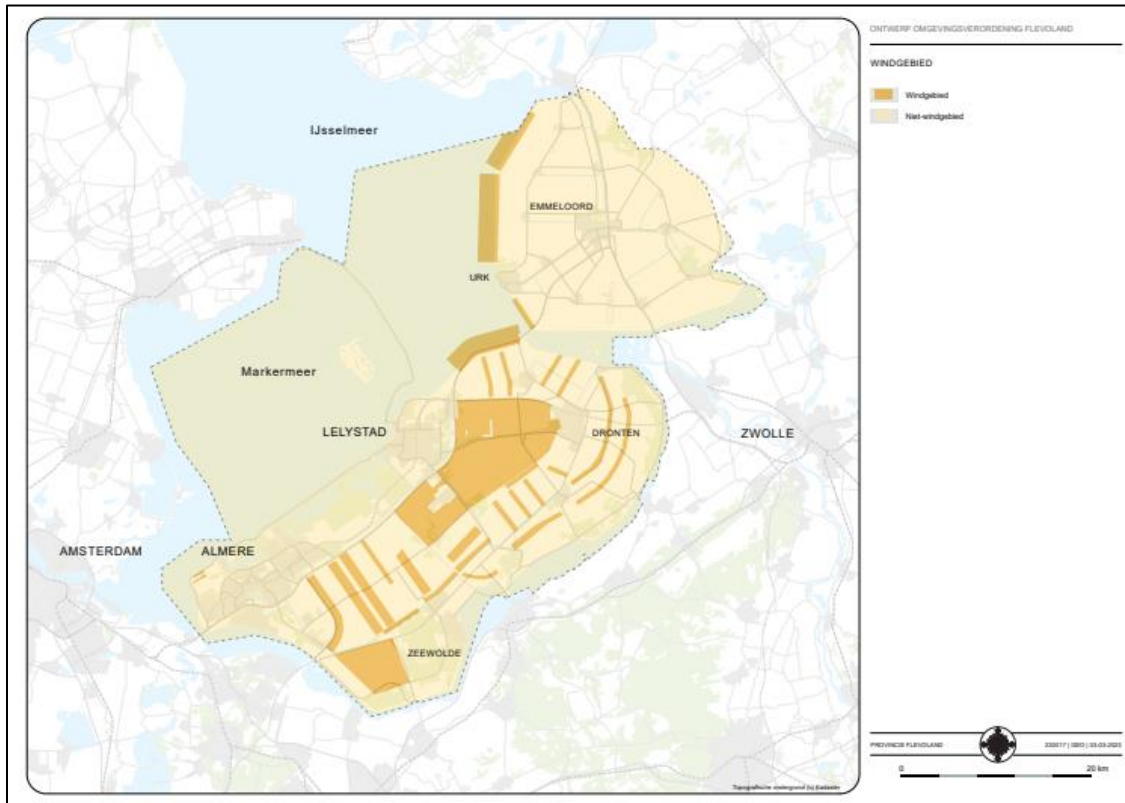 ONTWERP OMGEVINGSVERORDENING FLEVOLAND
WINDGEBIED
Windgebied
Niet-windgebied
IJsselmeer
EMMELOORD
URK
Markermeer
LELYSTAD
DRONTEN
ZWOLLE
AMSTERDAM
ALMERE
ZEEWOLDE
PROVINCIE FLEVOLAND
0
20 km
Topografische ondergrond (c) Kadaster